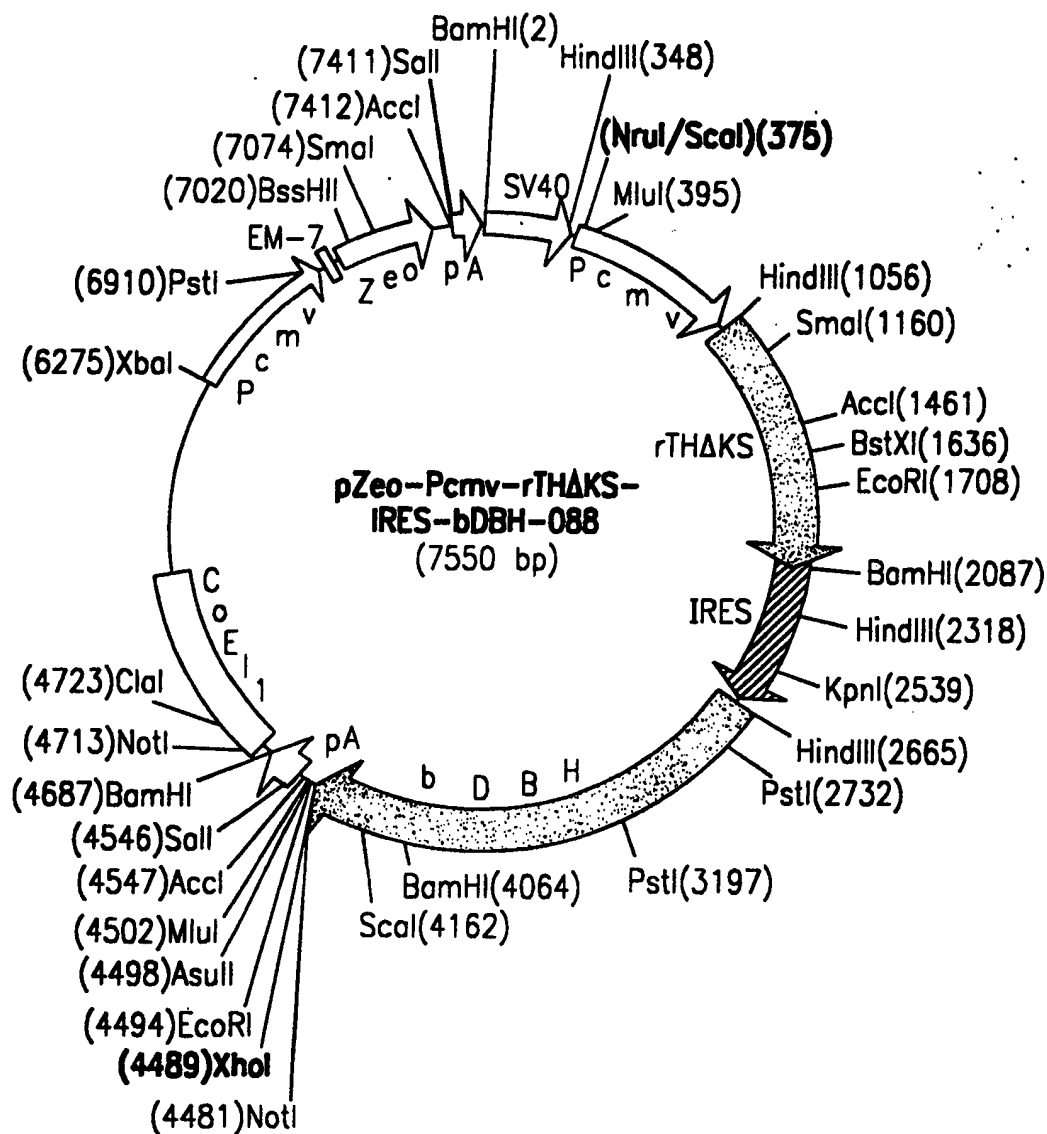 BamHI(2)
(7411)SalI
HindIII(348)
(7412)AccI
(NruI/ScaI)(375)
(7074)SmaI
SV40
(7020)BssHII
MluI(395)
EM-7
Zeo
pA
Pcmv
(6910)PstI
HindIII(1056)
SmaI(1160)
(6275)XbaI
Pcmv
AccI(1461)
rTHΔKS
BstXI(1636)
EcoRI(1708)
pZeo-Pcmv-rTHΔKS-
IRES-bDBH-088
(7550 bp)
BamHI(2087)
IRES
HindIII(2318)
ColE1
(4723)ClaI
KpnI(2539)
(4713)NotI
pA
HindIII(2665)
(4687)BamHI
bDBH
PstI(2732)
(4546)SalI
(4547)AccI
BamHI(4064)
PstI(3197)
ScaI(4162)
(4502)MluI
(4498)AsuII
(4494)EcoRI
(4489)XhoI
(4481)NotI